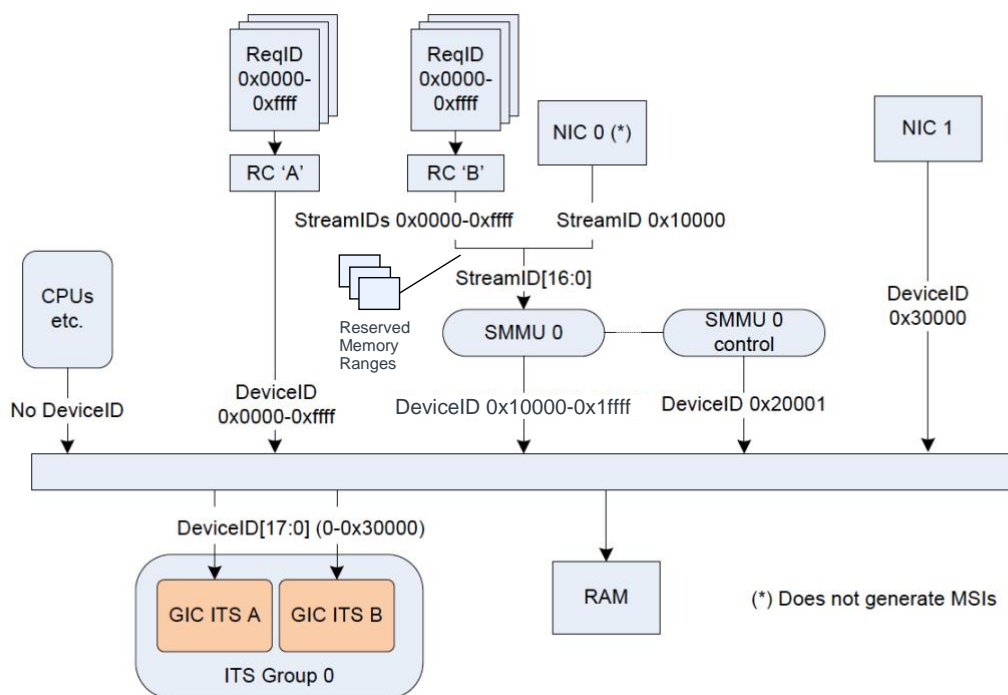 ReqID
0x0000-
0xffff
ReqID
0x0000-
0xffff
NIC 0 (*)
NIC 1
RC ‘A’
RC ‘B’
StreamIDs 0x0000-0xffff
StreamID 0x10000
StreamID[16:0]
CPUs
etc.
Reserved
Memory
Ranges
SMMU 0
SMMU 0
control
DeviceID
0x30000
No DeviceID
DeviceID
0x0000-0xffff
DeviceID 0x10000-0x1ffff
DeviceID 0x20001
DeviceID[17:0] (0-0x30000)
GIC ITS A
GIC ITS B
ITS Group 0
RAM
(*) Does not generate MSIs